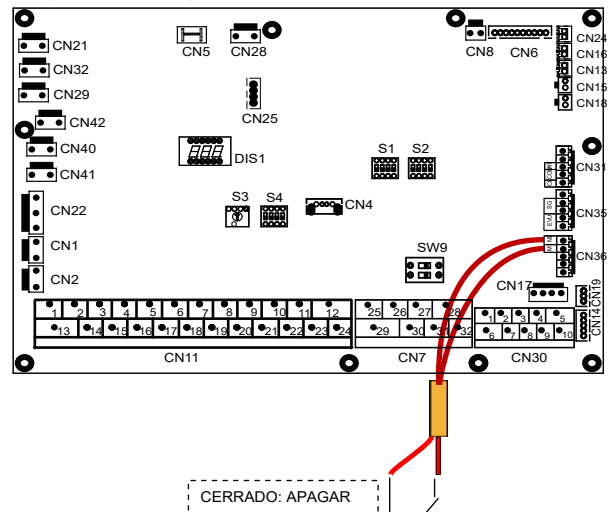 CN21
CN5
CN28
CN8
CN6
CN24
CN16
CN13
CN15
CN18
CN32
CN29
CN25
CN42
CN40
CN41
DIS1
S1 S2
CN31
CN22
S3 S4
CN4
SG
EVU
CN35
CN1
CN2
SW9
CN36
CN17
CN19
CN14
1 2 3 4 5 6 7 8 9 10 11 12
13 14 15 16 17 18 19 20 21 22 23 24
25 26 27 28
29 30 31 32
1 2 3 4 5
6 7 8 9 10
CN11
CN7
CN30
CERRADO: APAGAR